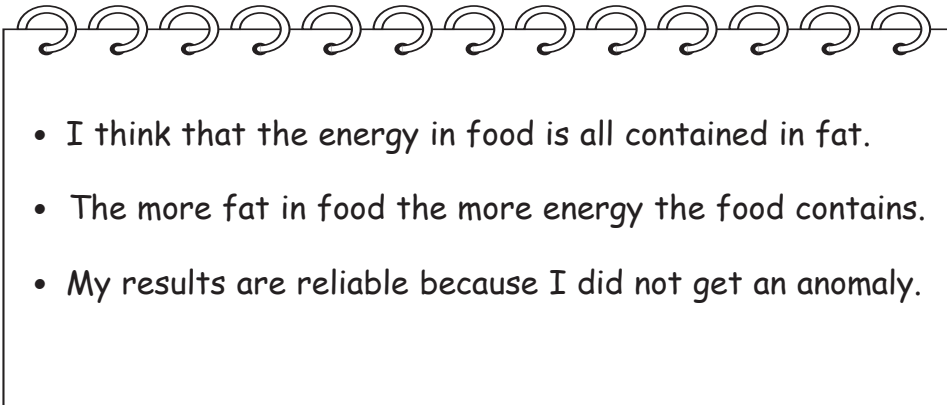 • I think that the energy in food is all contained in fat.
• The more fat in food the more energy the food contains.
• My results are reliable because I did not get an anomaly.